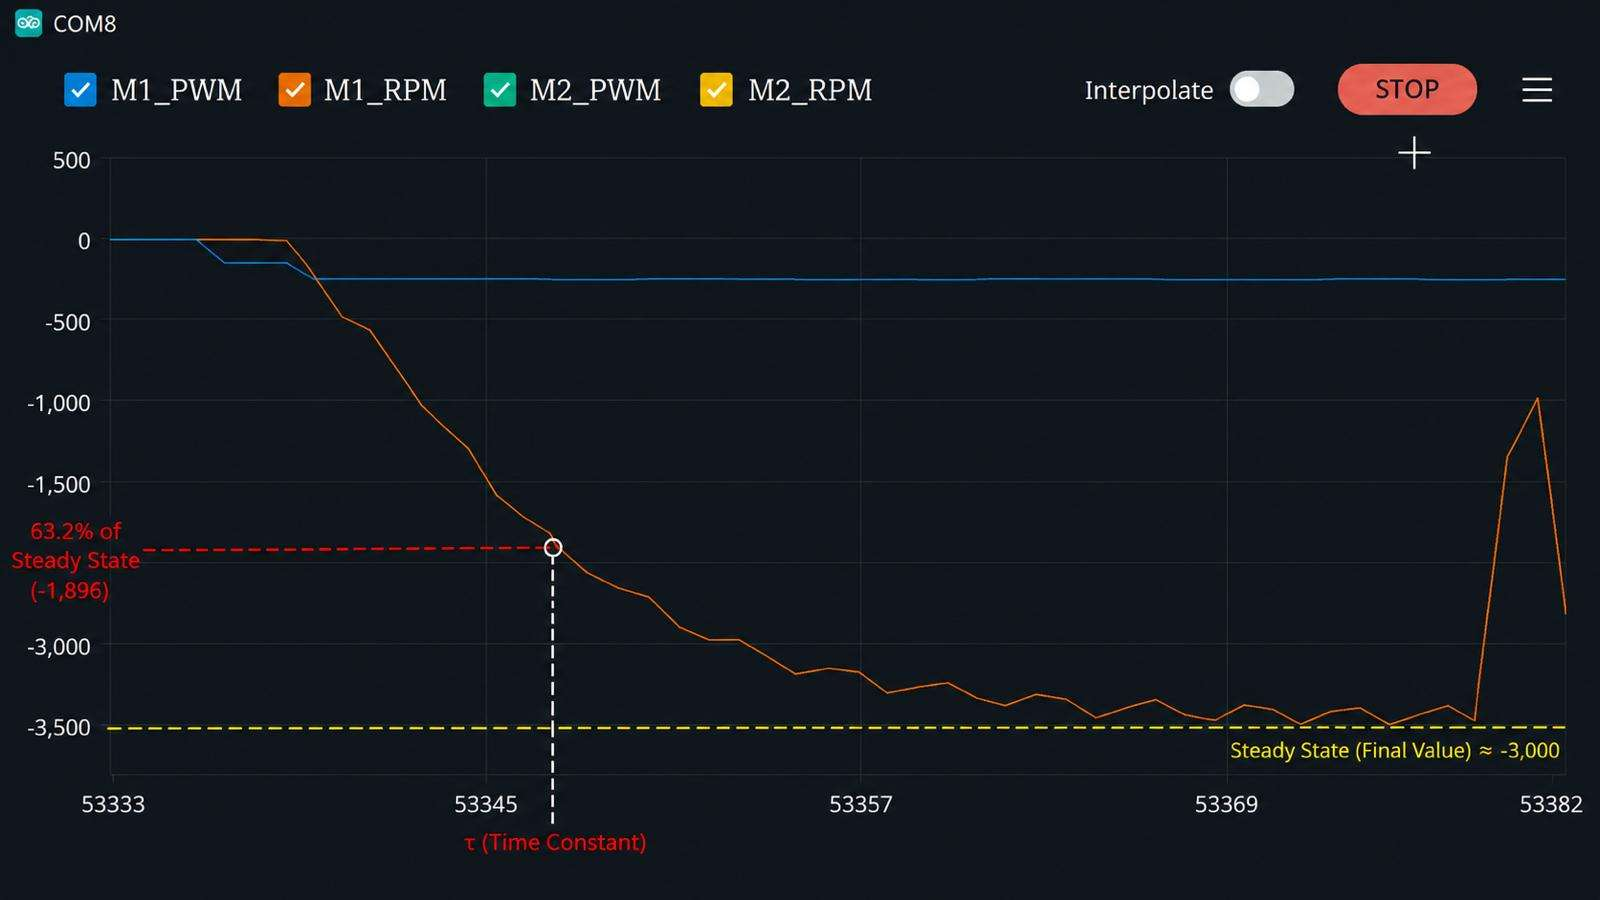 COM8
M1_PWM M1_RPM M2_PWM M2_RPM Interpolate STOP
500
0
-500
-1,000
-1,500
63.2% of
Steady State
(-1,896)
-3,000
-3,500
Steady State (Final Value) ≈ -3,000
53333 53345 53357 53369 53382
τ (Time Constant)